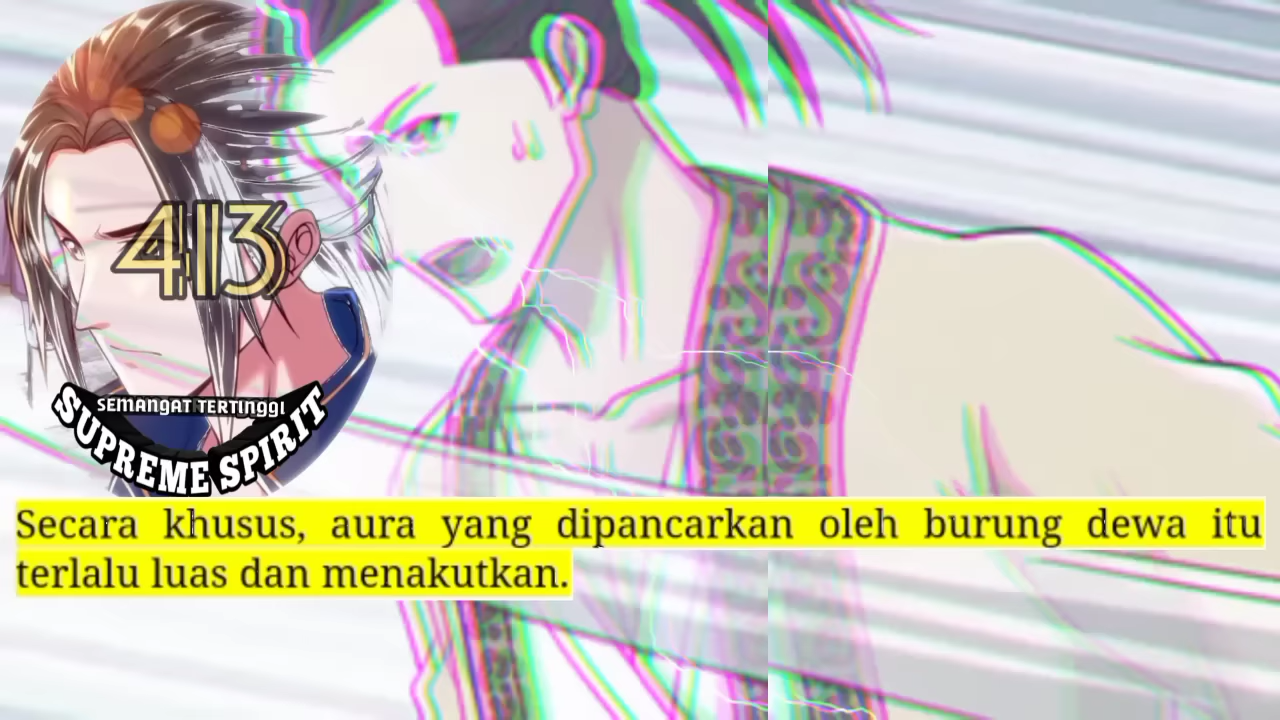 413
SEMANGAT TERTINGGI
SUPREME SPIRIT
Secara khusus, aura yang dipancarkan oleh burung dewa itu
terlalu luas dan menakutkan.